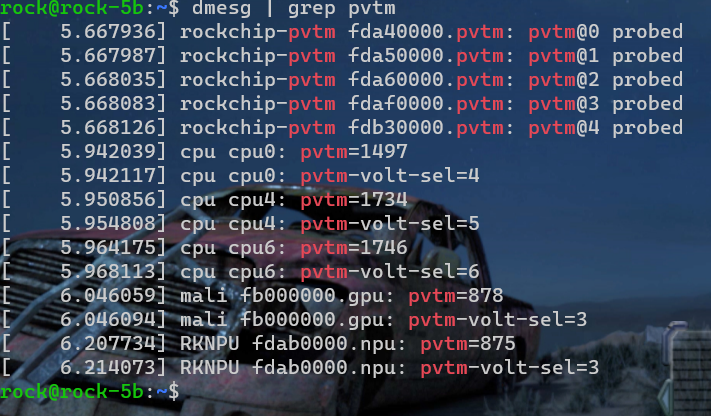 rock@rock-5b:~$ dmesg | grep pvtm
[    5.667936] rockchip-pvtm fda40000.pvtm: pvtm@0 probed
[    5.667987] rockchip-pvtm fda50000.pvtm: pvtm@1 probed
[    5.668035] rockchip-pvtm fda60000.pvtm: pvtm@2 probed
[    5.668083] rockchip-pvtm fdaf0000.pvtm: pvtm@3 probed
[    5.668126] rockchip-pvtm fdb30000.pvtm: pvtm@4 probed
[    5.942039] cpu cpu0: pvtm=1497
[    5.942117] cpu cpu0: pvtm-volt-sel=4
[    5.950856] cpu cpu4: pvtm=1734
[    5.954808] cpu cpu4: pvtm-volt-sel=5
[    5.964175] cpu cpu6: pvtm=1746
[    5.968113] cpu cpu6: pvtm-volt-sel=6
[    6.046059] mali fb000000.gpu: pvtm=878
[    6.046094] mali fb000000.gpu: pvtm-volt-sel=3
[    6.207734] RKNPU fdab0000.npu: pvtm=875
[    6.214073] RKNPU fdab0000.npu: pvtm-volt-sel=3
rock@rock-5b:~$